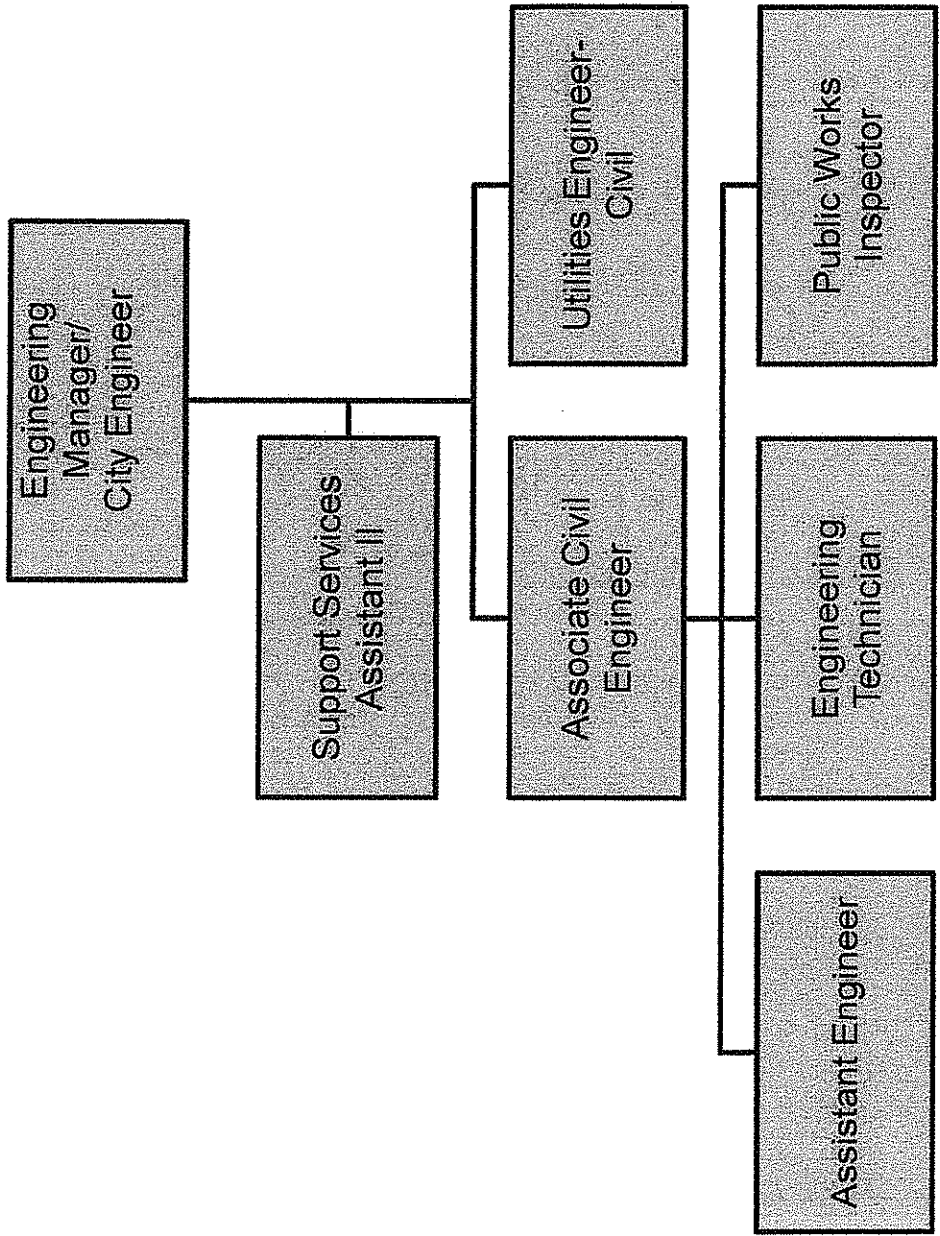 Engineering
Manager/
City Engineer
Support Services
Assistant III
Associate Civil
Engineer
Utilities Engineer-
Civil
Assistant Engineer
Engineering
Technician
Public Works
Inspector